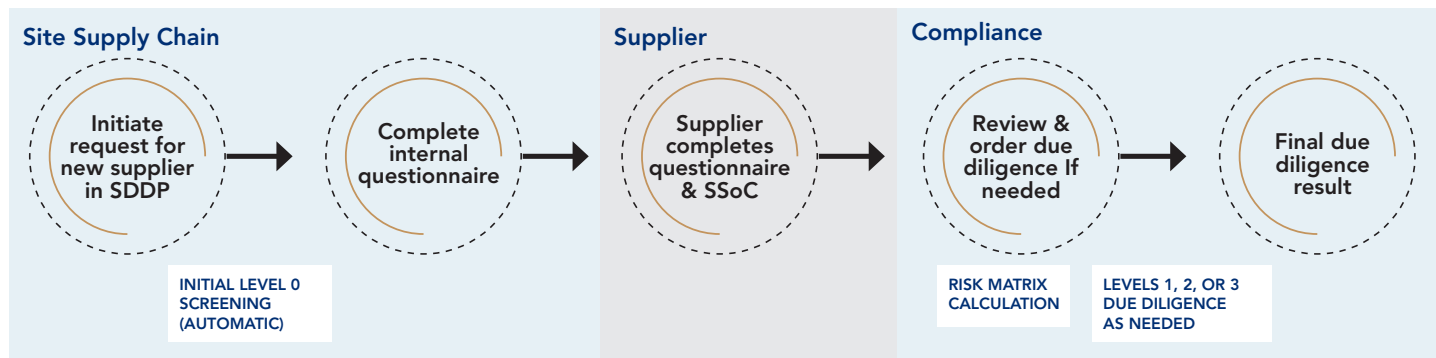 Site Supply Chain
Initiate
request for
new supplier
in SDDP
INITIAL LEVEL 0
SCREENING
(AUTOMATIC)
Complete
internal
questionnaire
Supplier
Supplier
completes
questionnaire
& SSoC
Compliance
Review &
order due
diligence If
needed
RISK MATRIX
CALCULATION
LEVELS 1, 2, OR 3
DUE DILIGENCE
AS NEEDED
Final due
diligence
result